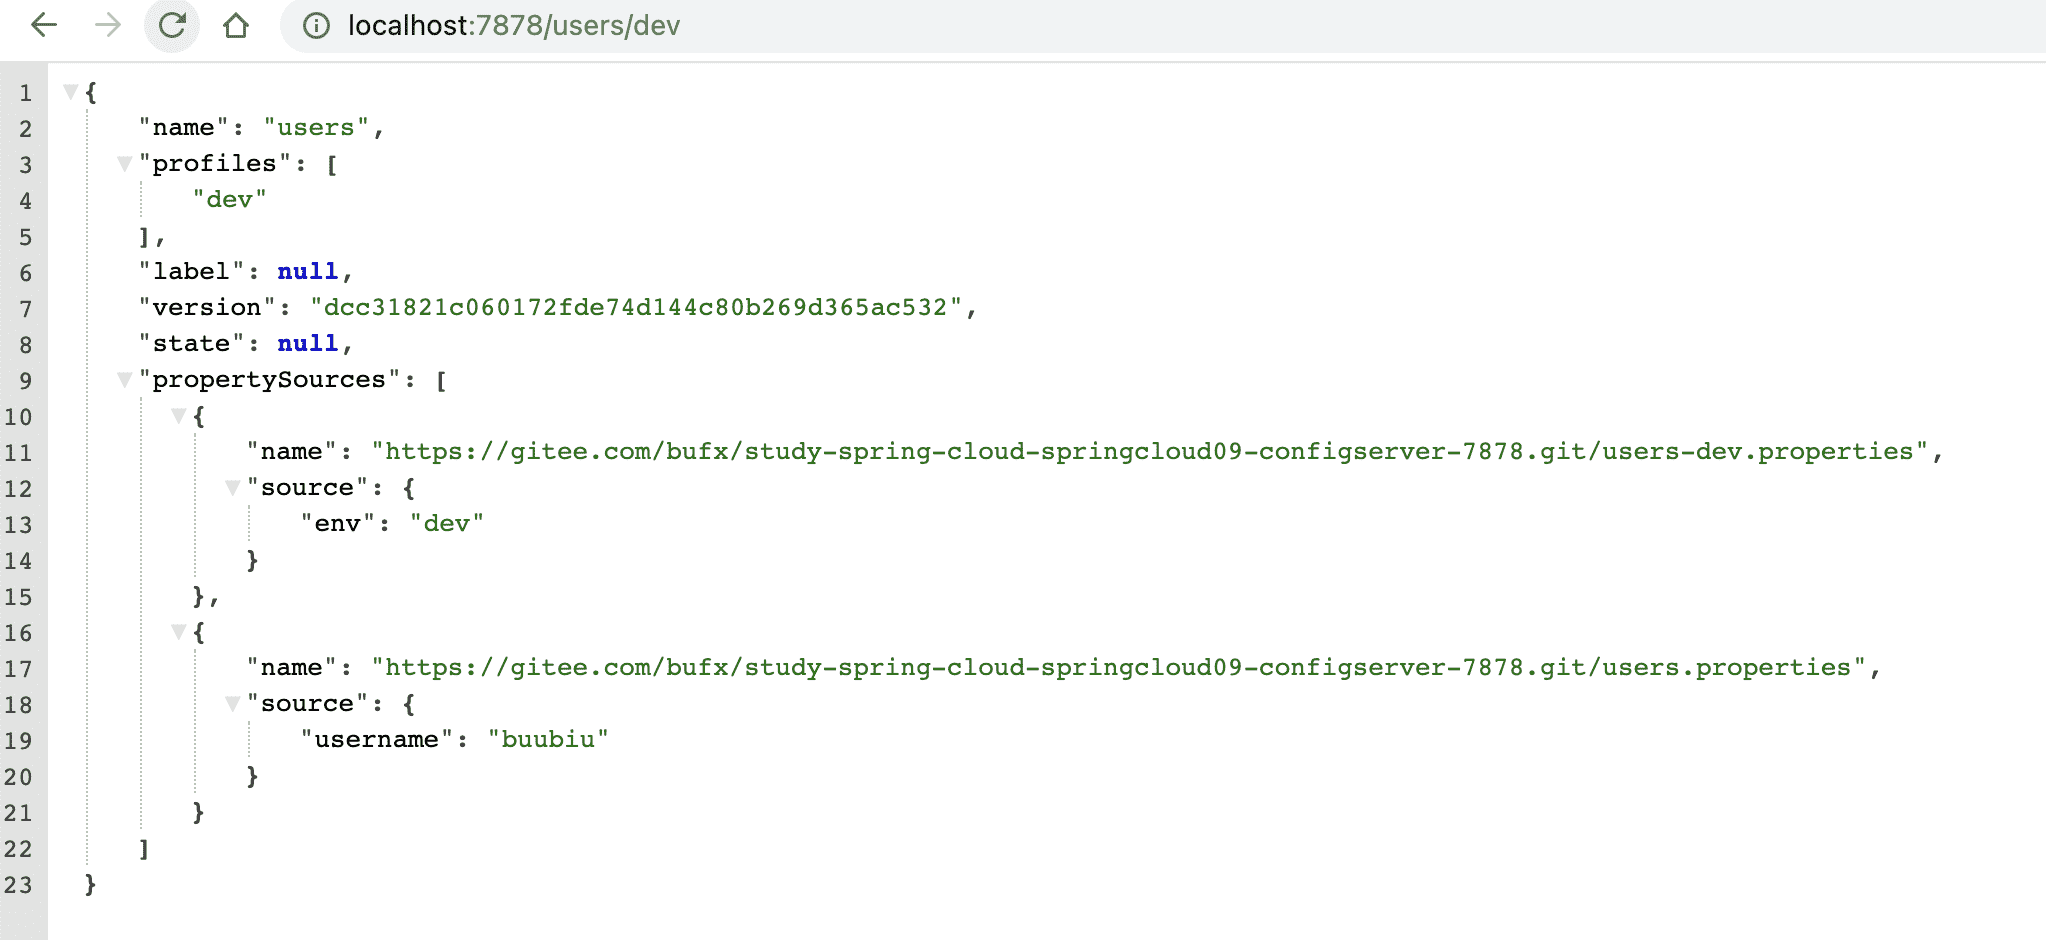 localhost:7878/users/dev
1 {
2 "name": "users",
3 "profiles": [
4 "dev"
5 ],
6 "label": null,
7 "version": "dcc31821c060172fde74d144c80b269d365ac532",
8 "state": null,
9 "propertySources": [
10 {
11 "name": "https://gitee.com/bufx/study-spring-cloud-springcloud09-configserver-7878.git/users-dev.properties",
12 "source": {
13 "env": "dev"
14 }
15 },
16 {
17 "name": "https://gitee.com/bufx/study-spring-cloud-springcloud09-configserver-7878.git/users.properties",
18 "source": {
19 "username": "buubiu"
20 }
21 }
22 ]
23 }